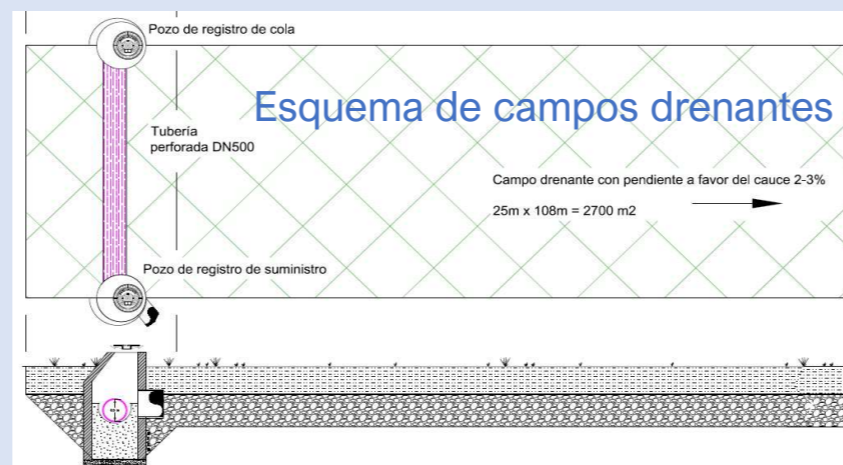 Pozo de registro de cola
Esquema de campos drenantes
Tubería
perforada DN500
Campo drenante con pendiente a favor del cauce 2-3%
25m x 108m = 2700 m2
Pozo de registro de suministro